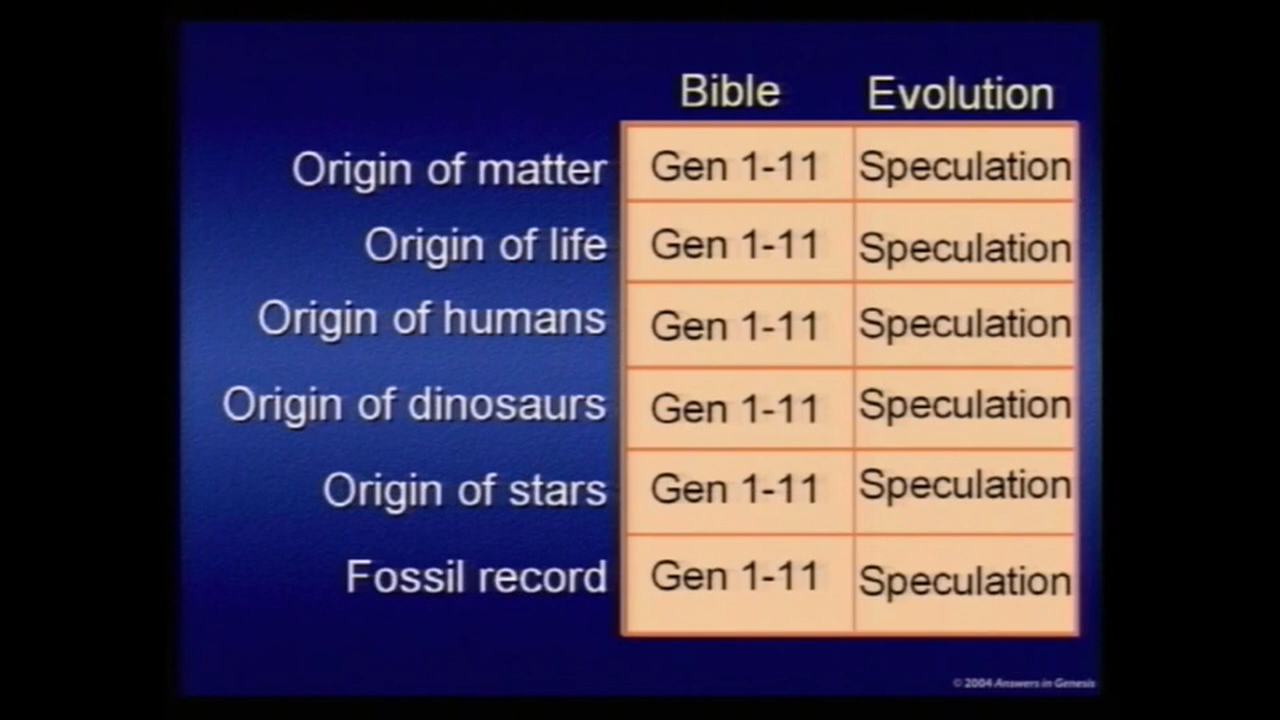 Bible Evolution
Origin of matter Gen 1-11 Speculation
Origin of life Gen 1-11 Speculation
Origin of humans Gen 1-11 Speculation
Origin of dinosaurs Gen 1-11 Speculation
Origin of stars Gen 1-11 Speculation
Fossil record Gen 1-11 Speculation
© 2004 Answers in Genesis